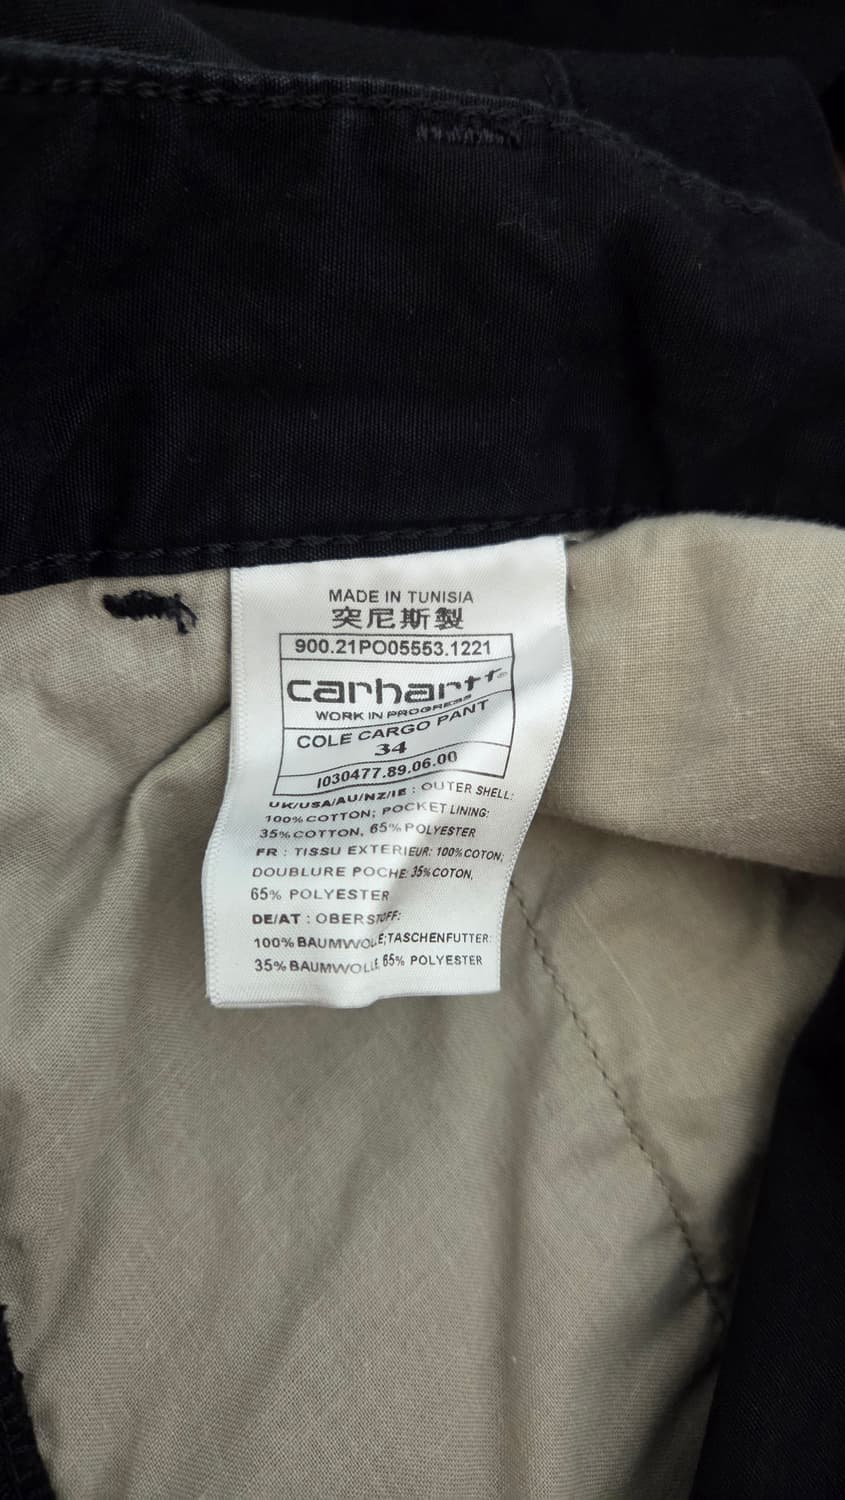 MADE IN TUNISIA
突尼斯製
900.21PO05553.1221
carhartt®
WORK IN PROGRESS
COLE CARGO PANT
34
I030477.89.06.00
UK/USA/AU/NZ/IE : OUTER SHELL:
100% COTTON; POCKET LINING:
35% COTTON, 65% POLYESTER
FR : TISSU EXTERIEUR: 100% COTON;
DOUBLURE POCHE: 35% COTON,
65% POLYESTER
DE/AT : OBERSTOFF:
100% BAUMWOLLE;TASCHENFUTTER:
35% BAUMWOLLE, 65% POLYESTER